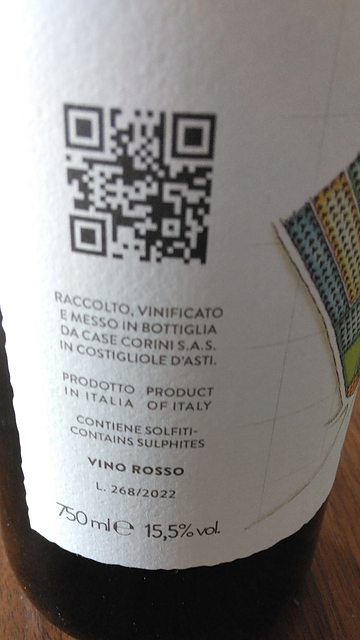 RACCOLTO, VINIFICATO
E MESSO IN BOTTIGLIA
DA CASE CORINI S.A.S.
IN COSTIGLIOLE D'ASTI.
PRODOTTO PRODUCT
IN ITALIA OF ITALY
CONTIENE SOLFITI-
CONTAINS SULPHITES
VINO ROSSO
L. 268/2022
750 ml℮ 15,5% vol.